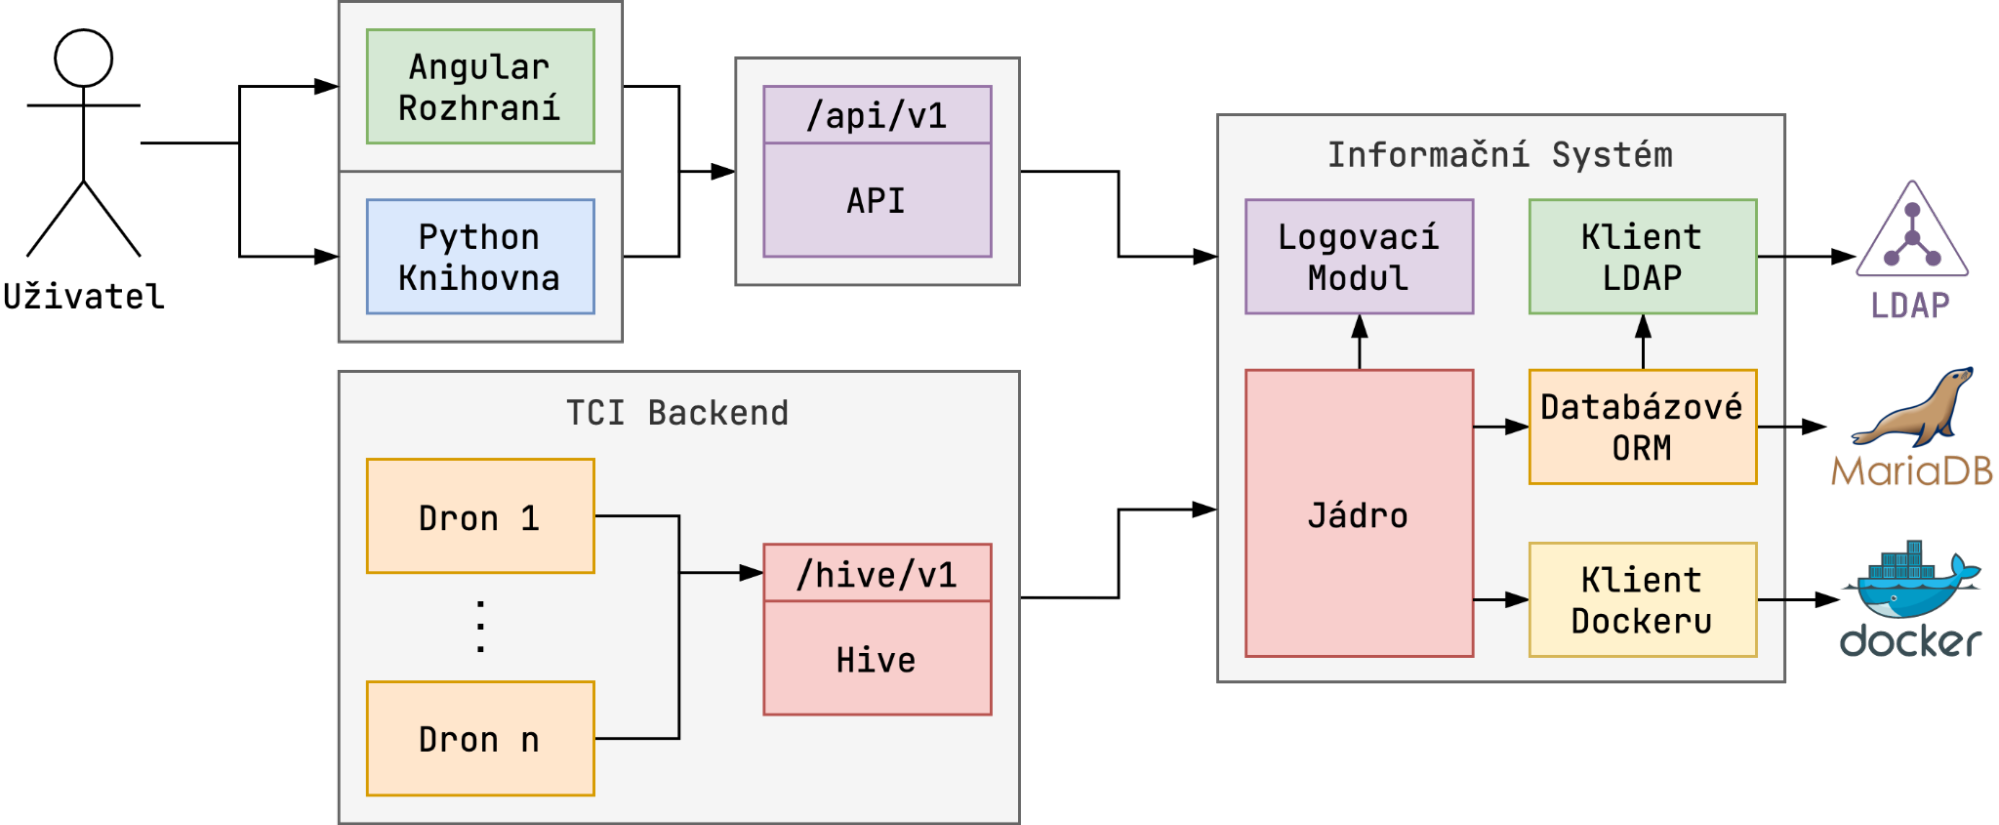 Uživatel
Angular
Rozhraní
Python
Knihovna
/api/v1
API
TCI Backend
Dron 1
Dron n
/hive/v1
Hive
Informační Systém
Logovací
Modul
Klient
LDAP
Jádro
Databázové
ORM
Klient
Dockeru
LDAP
MariaDB
docker